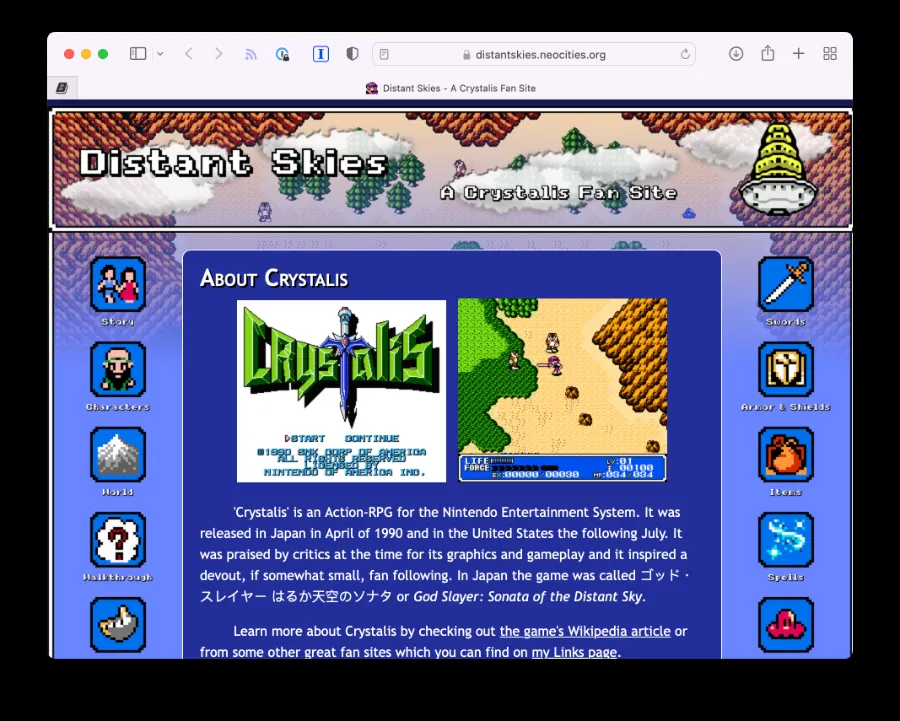 distantskies.neocities.org
Distant Skies - A Crystalis Fan Site
Distant Skies
A Crystalis Fan Site
About Crystalis
Story
Characters
World
Walkthrough
CRYSTALIS
START CONTINUE
©1990 SNK CORP OF AMERICA
ALL RIGHTS RESERVED
LICENSED BY
NINTENDO OF AMERICA INC.
LIFE LV:01
FORCE 00100
EX:00000/00030 MP:034/034
'Crystalis' is an Action-RPG for the Nintendo Entertainment System. It was
released in Japan in April of 1990 and in the United States the following July. It
was praised by critics at the time for its graphics and gameplay and it inspired a
devout, if somewhat small, fan following. In Japan the game was called ゴッド・
スレイヤー はるか天空のソナタ or God Slayer: Sonata of the Distant Sky.
Learn more about Crystalis by checking out the game's Wikipedia article or
from some other great fan sites which you can find on my Links page.
Swords
Armor & Shields
Items
Spells